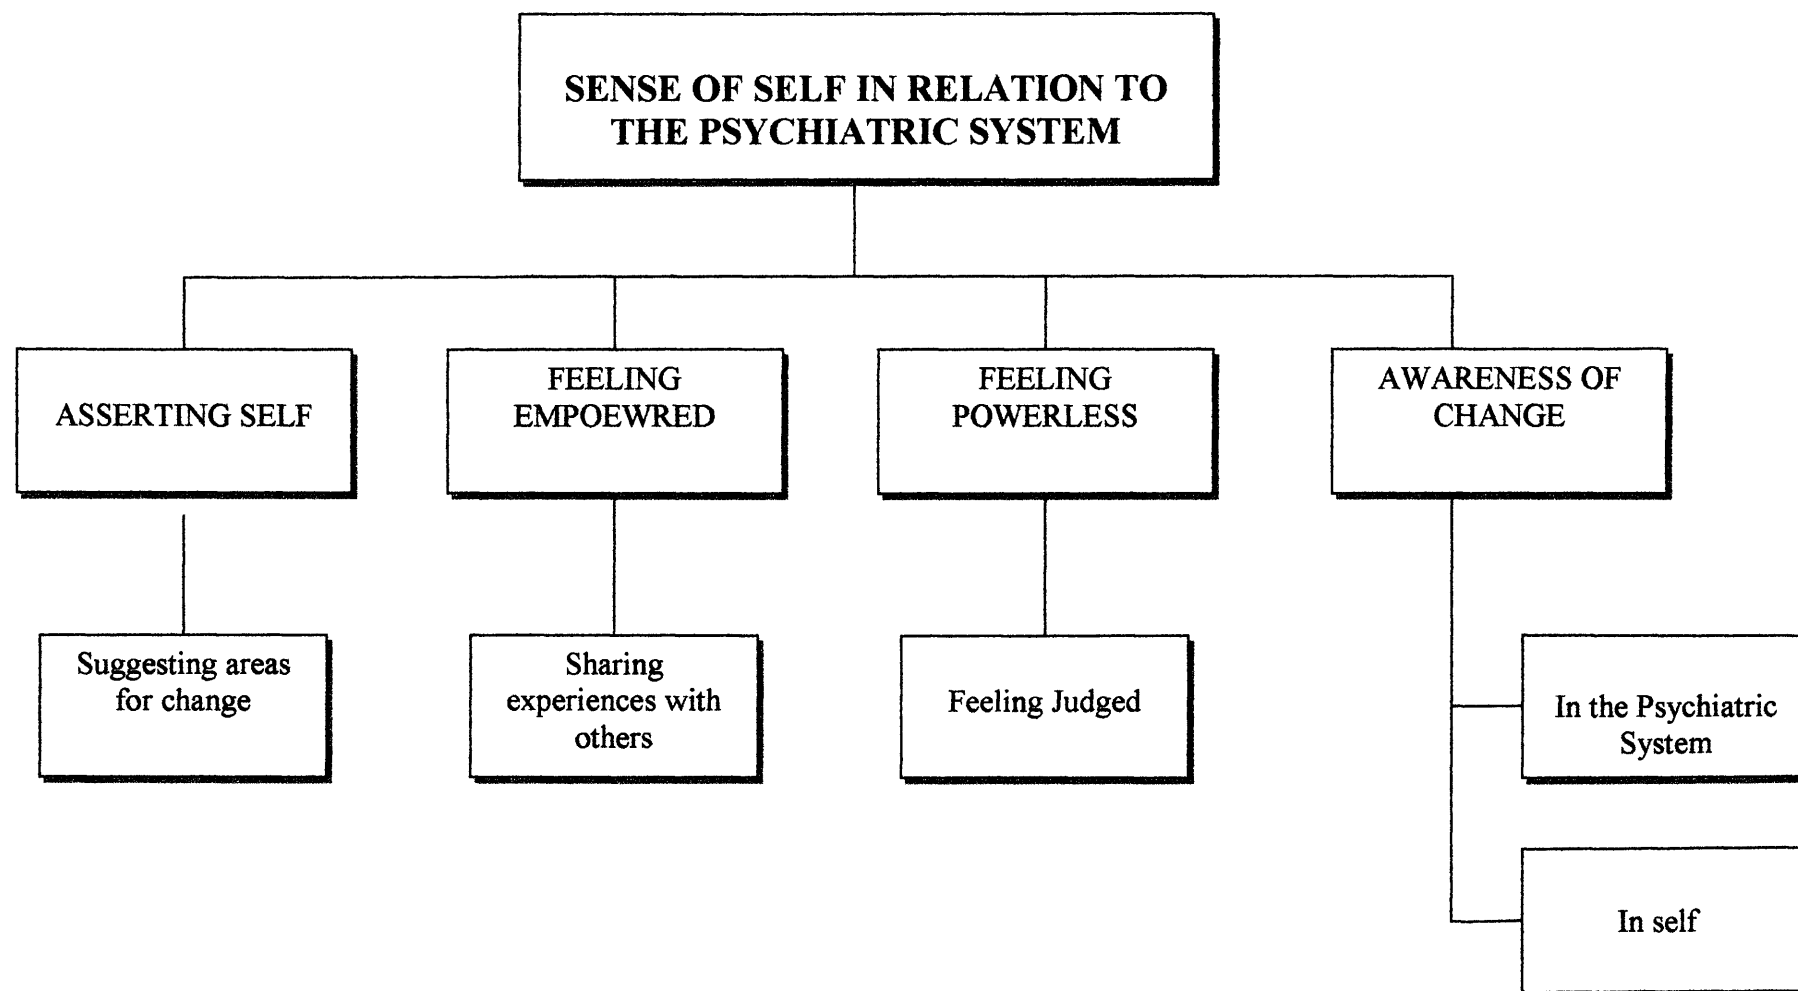 SENSE OF SELF IN RELATION TO
THE PSYCHIATRIC SYSTEM
ASSERTING SELF
FEELING
EMPOEWRED
FEELING
POWERLESS
AWARENESS OF
CHANGE
Suggesting areas
for change
Sharing
experiences with
others
Feeling Judged
In the Psychiatric
System
In self